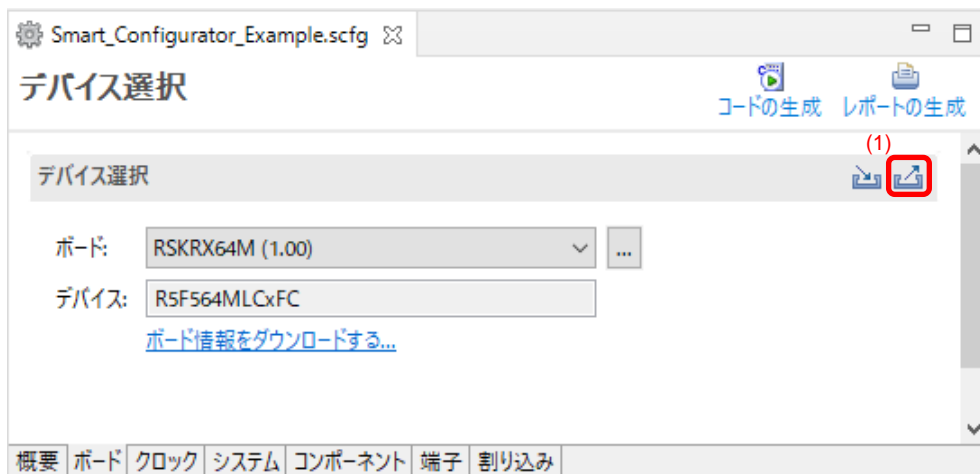 Smart_Configurator_Example.scfg
デバイス選択
コードの生成 レポートの生成
(1)
デバイス選択
ボード: RSKRX64M (1.00) ...
デバイス: R5F564MLCxFC
ボード情報をダウンロードする...
概要 ボード クロック システム コンポーネント 端子 割り込み